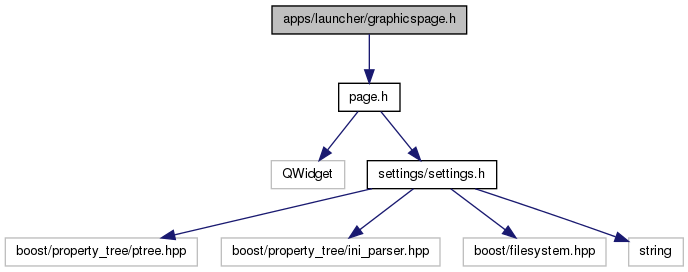 apps/launcher/graphicspage.h
page.h
QWidget
settings/settings.h
boost/property_tree/ptree.hpp
boost/property_tree/ini_parser.hpp
boost/filesystem.hpp
string